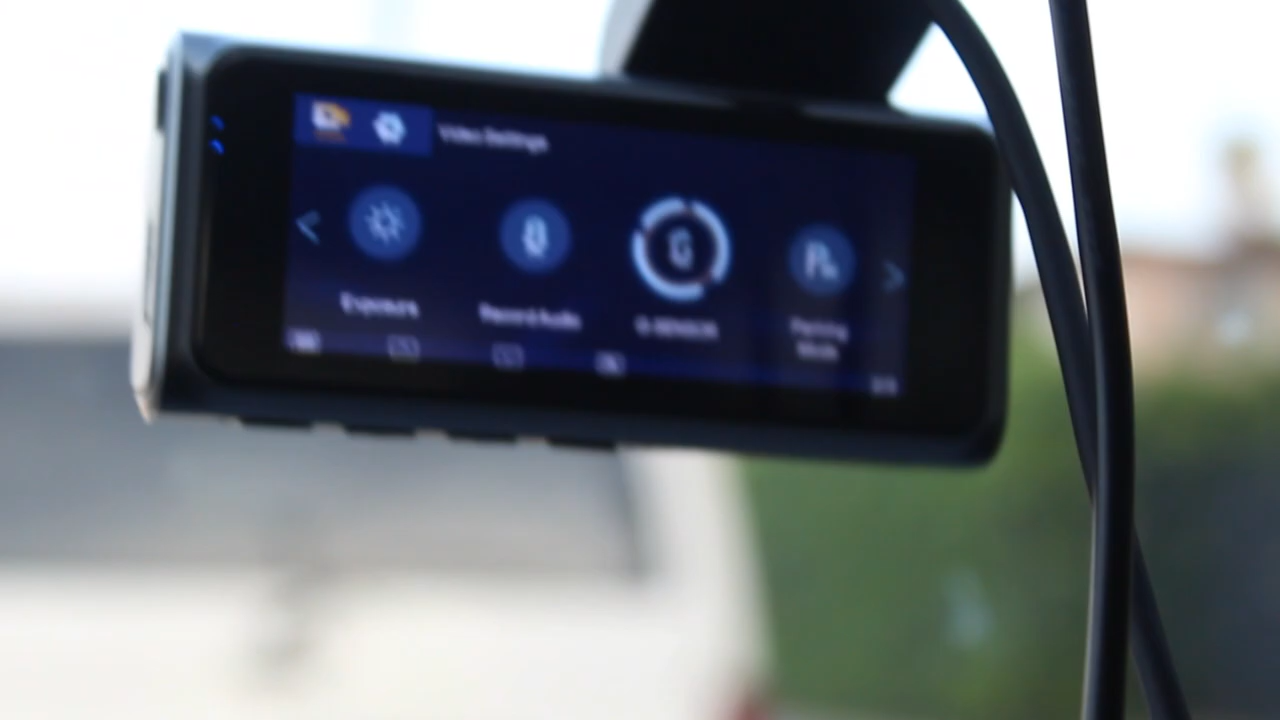 Video Settings
G
P
Exposure
Record Audio
G-SENSOR
Parking
Mode